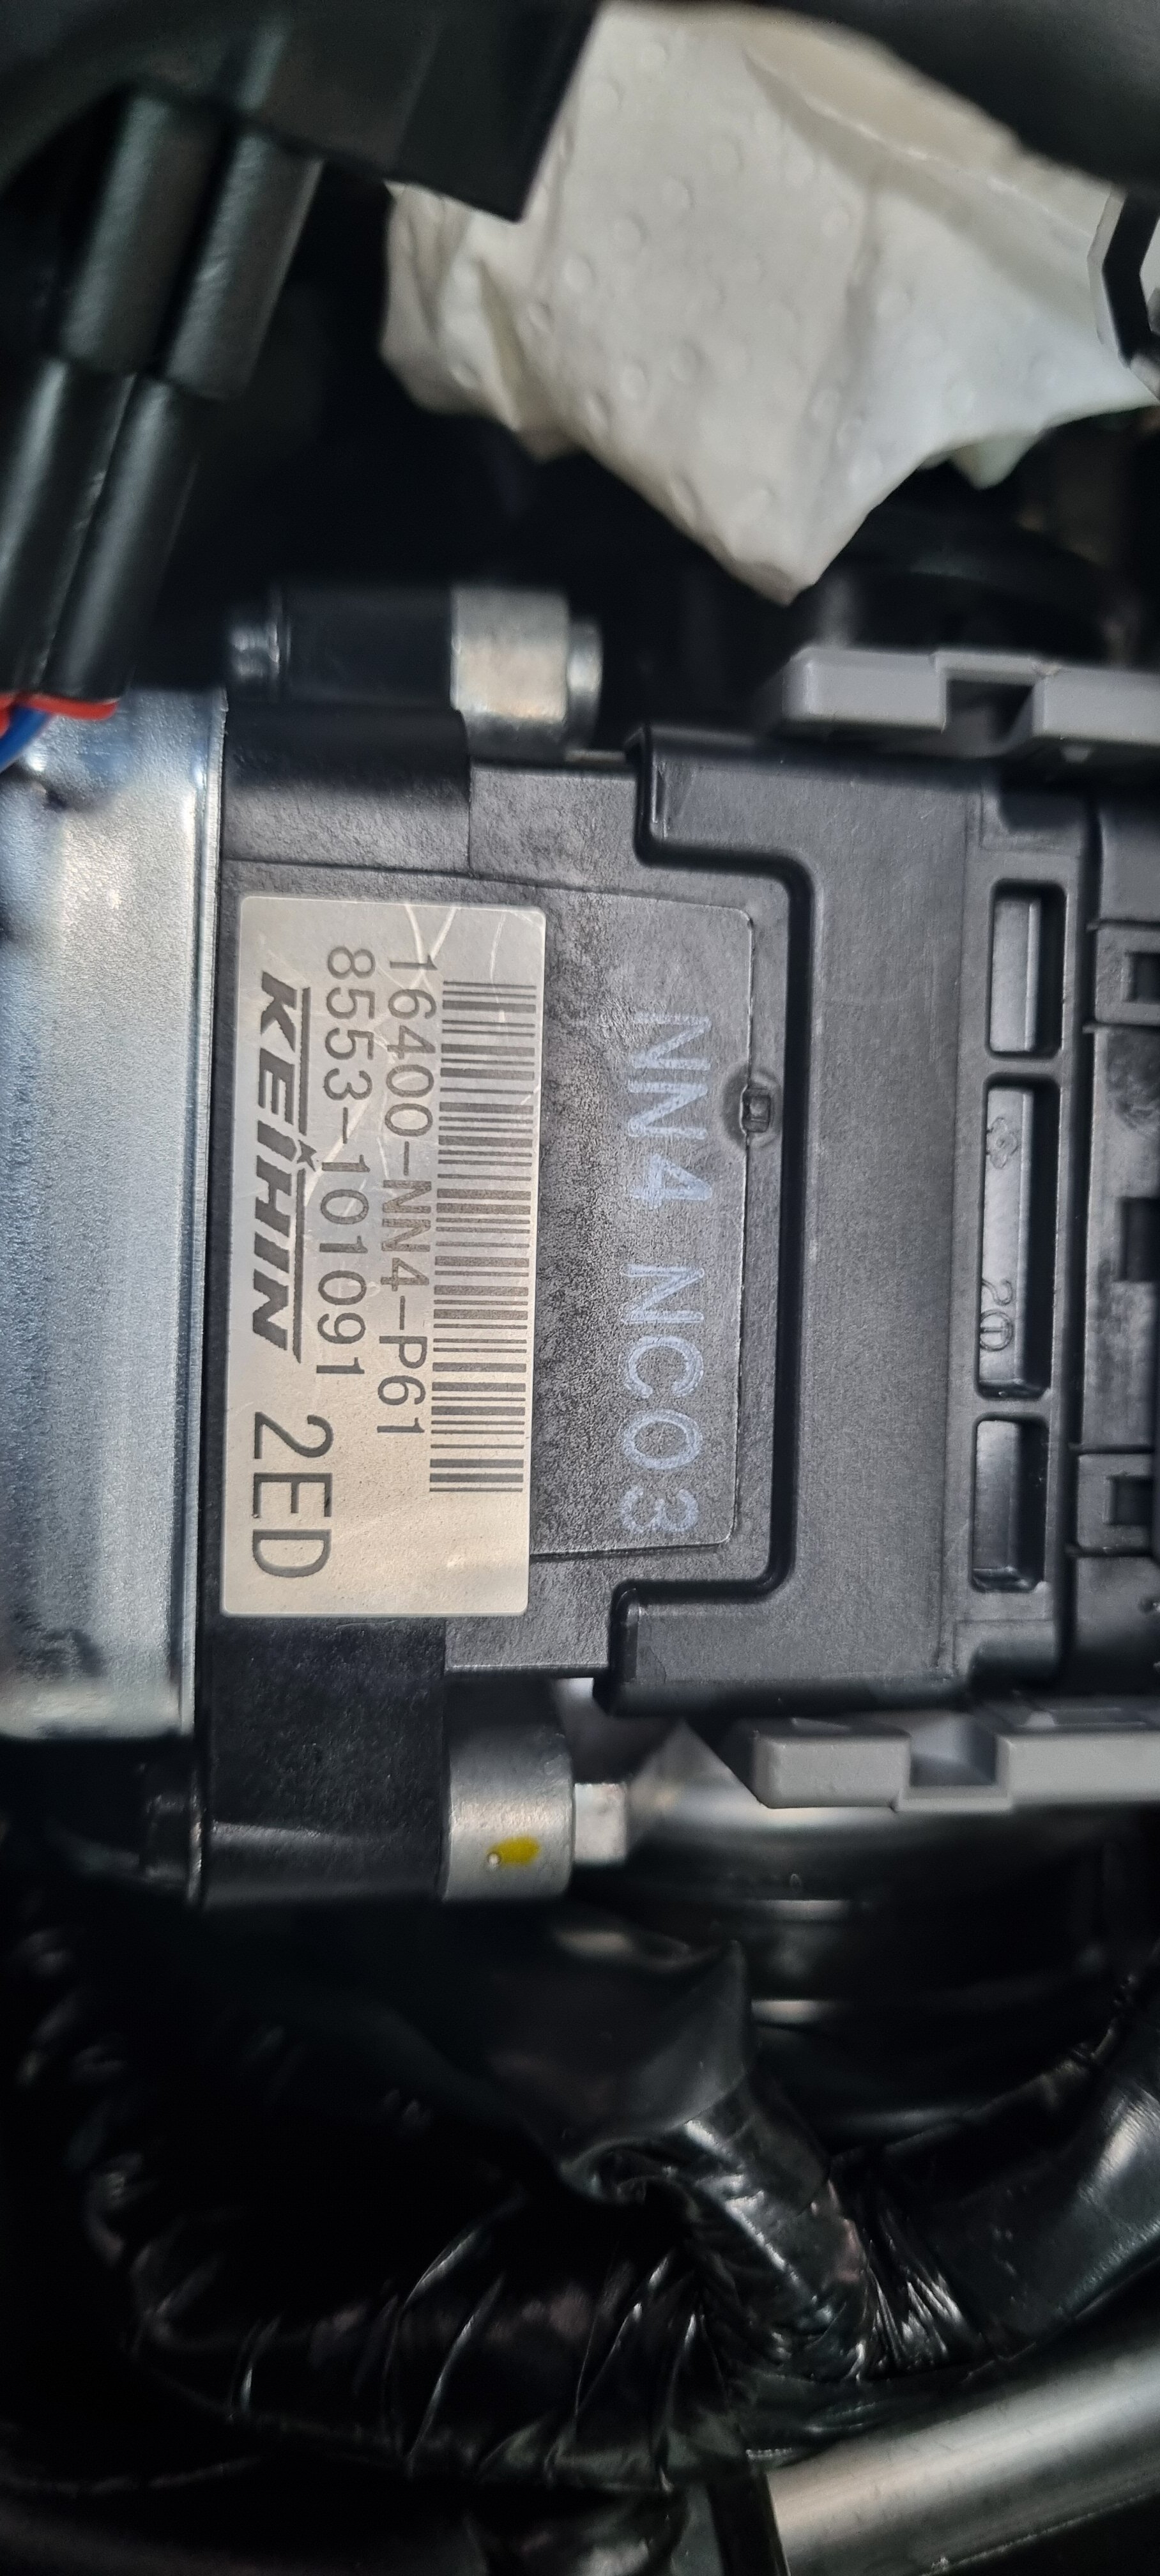 NN4 NC03
16400-NN4-P61
8553-101091
KEIHIN 2ED